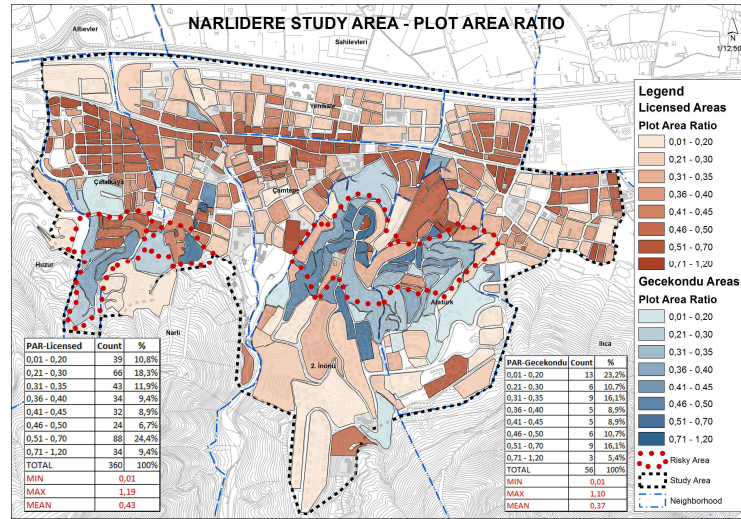 NARLIDERE STUDY AREA - PLOT AREA RATIO
N
1/12.50
Altıevler
Sahilevleri
Yenikale
Çatalkaya
Çamtepe
Huzur
Narlı
Atatürk
2. İnönü
Ilıca
Legend
Licensed Areas
Plot Area Ratio
0,01 - 0,20
0,21 - 0,30
0,31 - 0,35
0,36 - 0,40
0,41 - 0,45
0,46 - 0,50
0,51 - 0,70
0,71 - 1,20
Gecekondu Areas
Plot Area Ratio
0,01 - 0,20
0,21 - 0,30
0,31 - 0,35
0,36 - 0,40
0,41 - 0,45
0,46 - 0,50
0,51 - 0,70
0,71 - 1,20
Risky Area
Study Area
Neighborhood
PAR-Licensed Count %
0,01 - 0,20 39 10,8%
0,21 - 0,30 66 18,3%
0,31 - 0,35 43 11,9%
0,36 - 0,40 34 9,4%
0,41 - 0,45 32 8,9%
0,46 - 0,50 24 6,7%
0,51 - 0,70 88 24,4%
0,71 - 1,20 34 9,4%
TOTAL 360 100%
MIN 0,01
MAX 1,19
MEAN 0,43
PAR-Gecekondu Count %
0,01 - 0,20 13 23,2%
0,21 - 0,30 6 10,7%
0,31 - 0,35 9 16,1%
0,36 - 0,40 5 8,9%
0,41 - 0,45 5 8,9%
0,46 - 0,50 6 10,7%
0,51 - 0,70 9 16,1%
0,71 - 1,20 3 5,4%
TOTAL 56 100%
MIN 0,01
MAX 1,10
MEAN 0,37